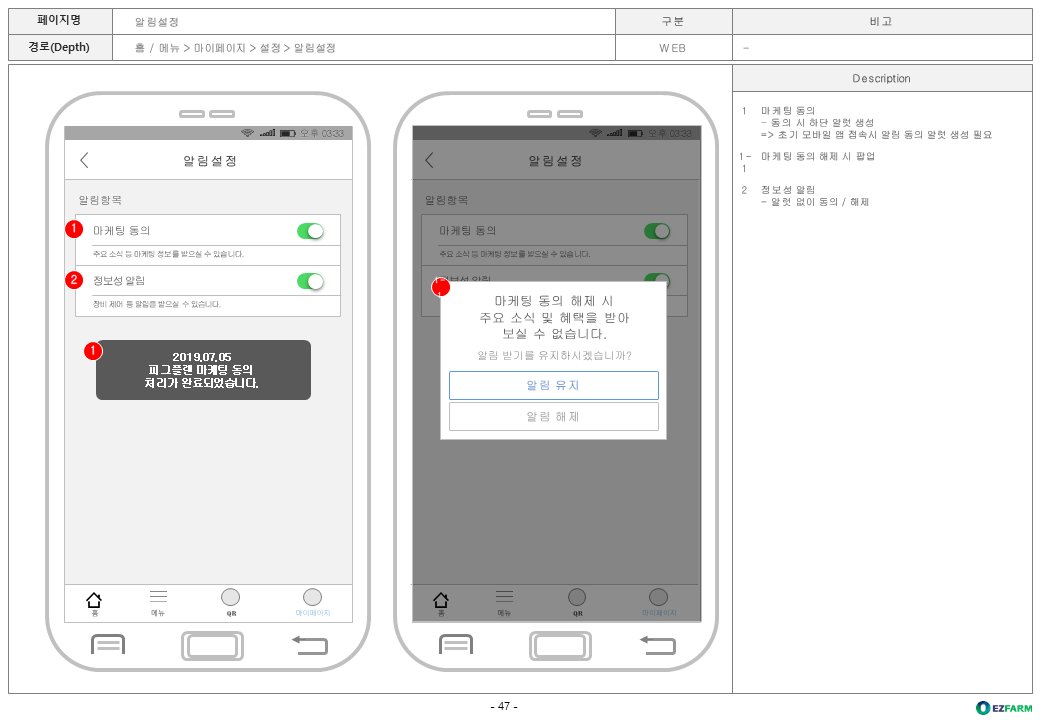 페이지명 알림설정 구분 비고
경로(Depth) 홈 / 메뉴 > 마이페이지 > 설정 > 알림설정 WEB -
Description
1 마케팅 동의
- 동의 시 하단 알럿 생성
=> 초기 모바일 앱 접속시 알림 동의 알럿 생성 필요
1-1 마케팅 동의 해제 시 팝업
2 정보성 알림
- 알럿 없이 동의 / 해제
오후 03:33
알림설정
알림항목
1 마케팅 동의
주요 소식 등 마케팅 정보를 받으실 수 있습니다.
2 정보성 알림
장비 제어 등 알림을 받으실 수 있습니다.
1
2019.07.05
피그플랜 마케팅 동의
처리가 완료되었습니다.
홈 메뉴 QR 마이페이지
오후 03:33
알림설정
알림항목
마케팅 동의
주요 소식 등 마케팅 정보를 받으실 수 있습니다.
정보성 알림
마케팅 동의 해제 시
주요 소식 및 혜택을 받아
보실 수 없습니다.
알림 받기를 유지하시겠습니까?
알림 유지
알림 해제
홈 메뉴 QR 마이페이지
- 47 -
EZFARM